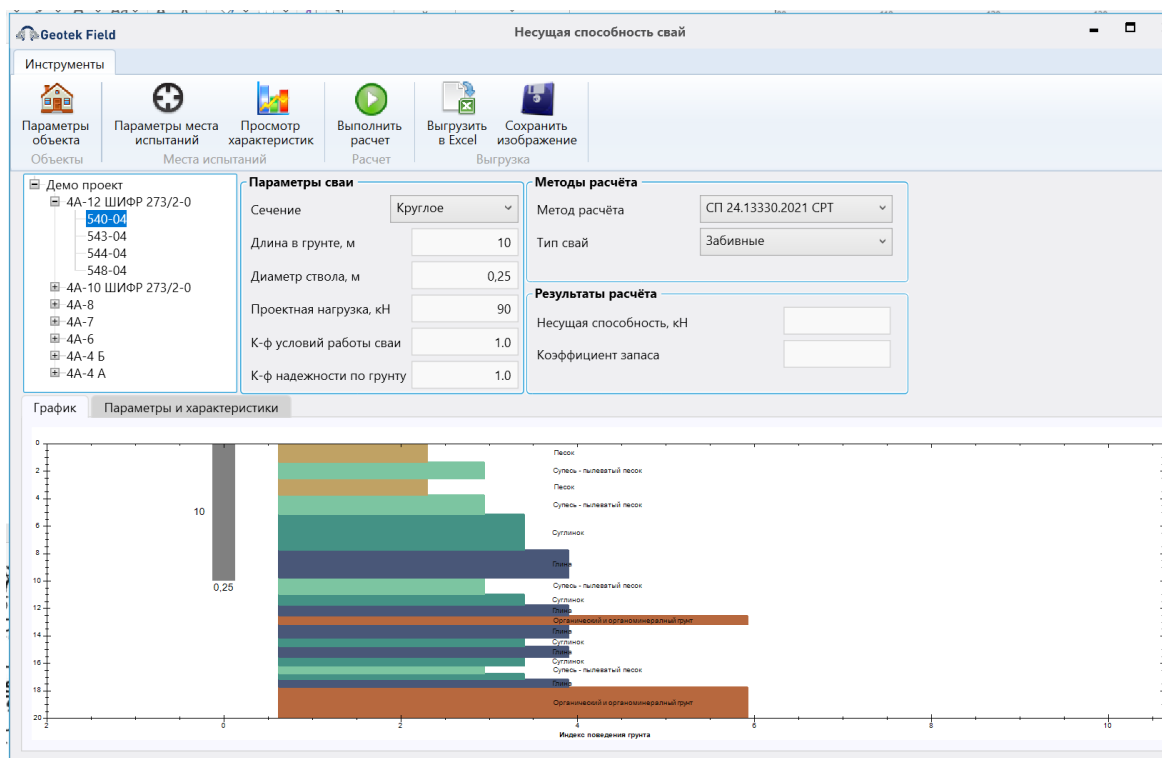 Geotek Field
Несущая способность свай
Инструменты
Параметры объекта
Параметры места испытаний
Просмотр характеристик
Выполнить расчет
Выгрузить в Excel
Сохранить изображение
Объекты
Места испытаний
Расчет
Выгрузка
Демо проект
4А-12 ШИФР 273/2-0
540-04
543-04
544-04
548-04
4А-10 ШИФР 273/2-0
4А-8
4А-7
4А-6
4А-4 Б
4А-4 А
Параметры сваи
Сечение Круглое
Длина в грунте, м 10
Диаметр ствола, м 0,25
Проектная нагрузка, кН 90
К-ф условий работы сваи 1.0
К-ф надежности по грунту 1.0
Методы расчёта
Метод расчёта СП 24.13330.2021 CPT
Тип свай Забивные
Результаты расчёта
Несущая способность, кН
Коэффициент запаса
График Параметры и характеристики
0
2
4
6
8
10
12
14
16
18
20
10
0,25
Песок
Супесь - пылеватый песок
Песок
Супесь - пылеватый песок
Суглинок
Глина
Супесь - пылеватый песок
Суглинок
Глина
Органический и органоминералный грунт
Глина
Суглинок
Глина
Суглинок
Супесь - пылеватый песок
Глина
Органический и органоминералный грунт
2 0 2 4 6 8 10
Индекс поведения грунта